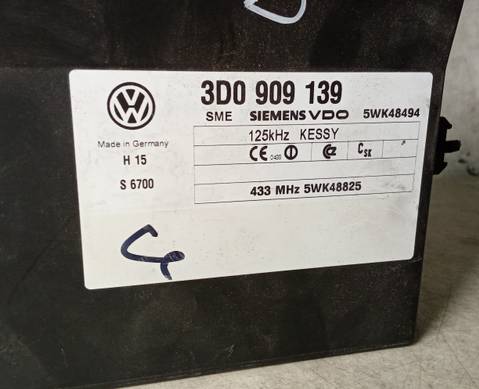 3D0 909 139
SME SIEMENS VDO 5WK48494
125kHz KESSY
Made in Germany
H 15
S 6700
433 MHz 5WK48825